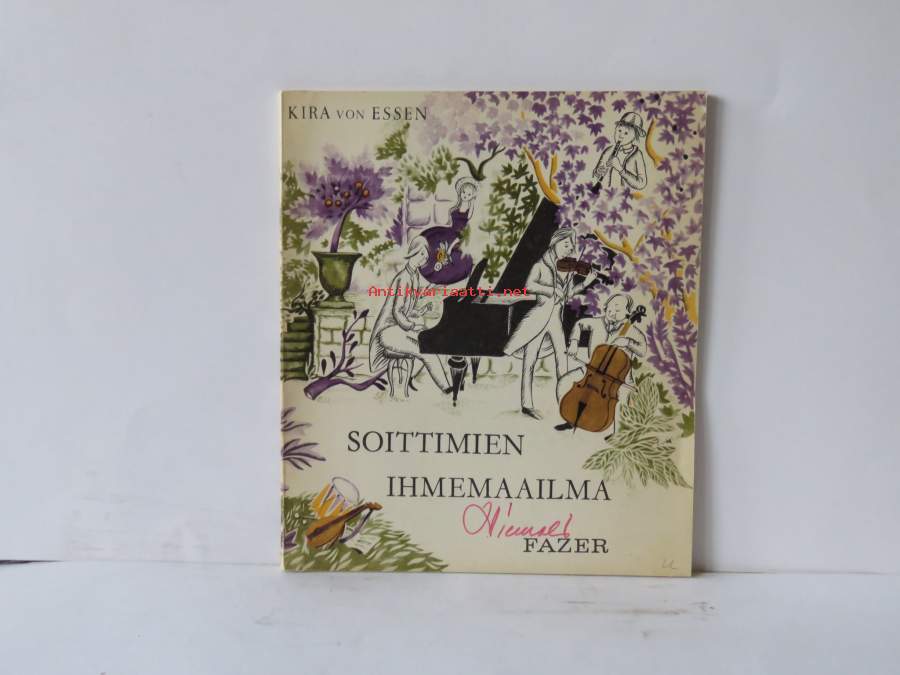 KIRA VON ESSEN
Antikvariaatti.net
SOITTIMIEN
IHMEMAAILMA
FAZER